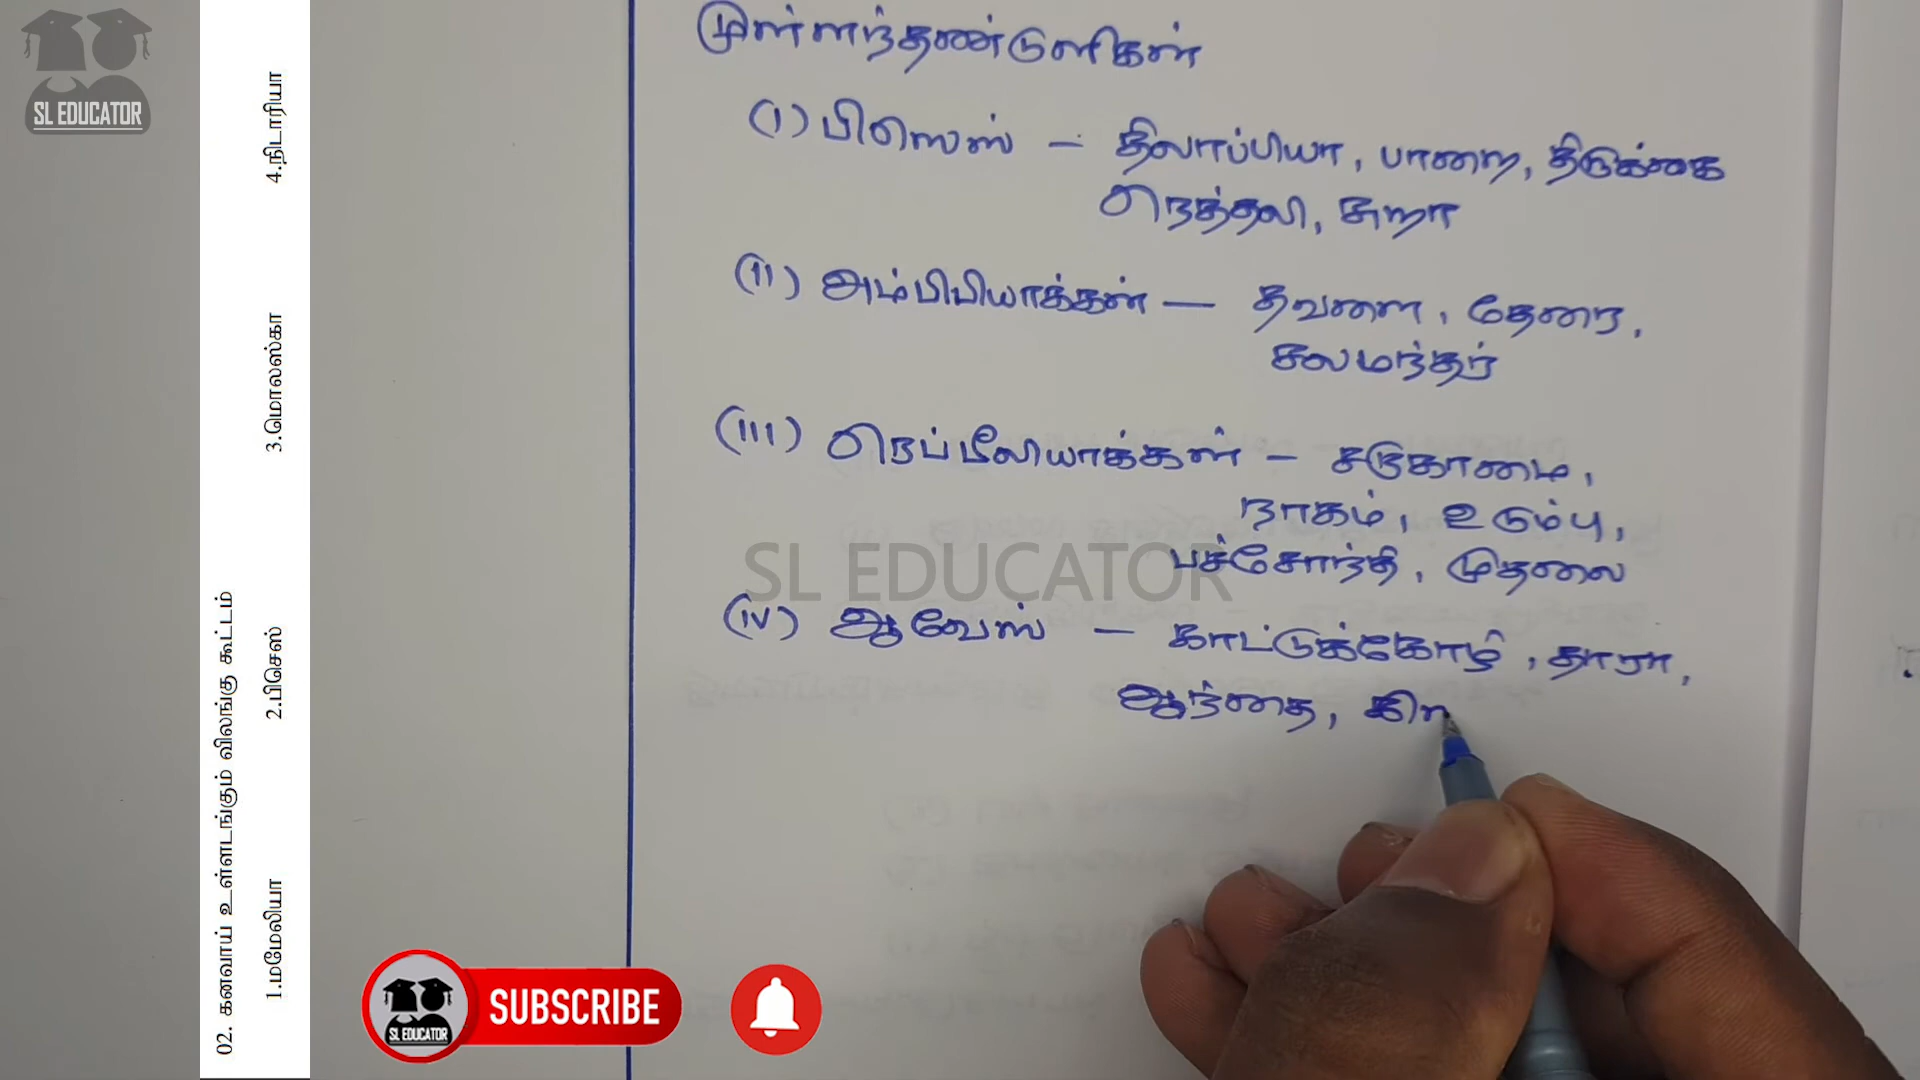 SL EDUCATOR
02. கனவாய் உள்ளடங்கும் விலங்கு கூட்டம்
1.மமேலியா 2.பிசெஸ் 3.மொலஸ்கா 4.நிடாரியா
முள்ளந்தண்டுளிகள்
(i) பிஸெஸ் - திலாப்பியா, பாறை, திருக்கை
நெத்தலி, சுறா
(ii) அம்பிபியாக்கள் - தவளை, தேரை,
சலமந்தர்
(iii) ரெப்டீலியாக்கள் - கடுகாமை,
நாகம், உடும்பு,
பச்சோந்தி, முதலை
SL EDUCATOR
(iv) ஆவேஸ் - காட்டுக்கோழி, தாரா,
ஆந்தை,
SL EDUCATOR
SUBSCRIBE